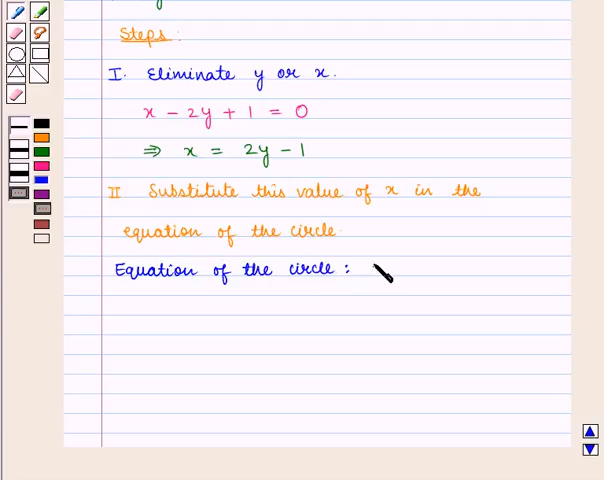 Steps :
I. Eliminate y or x.
x - 2y + 1 = 0
⇒ x = 2y - 1
II Substitute this value of x in the
equation of the circle.
Equation of the circle :